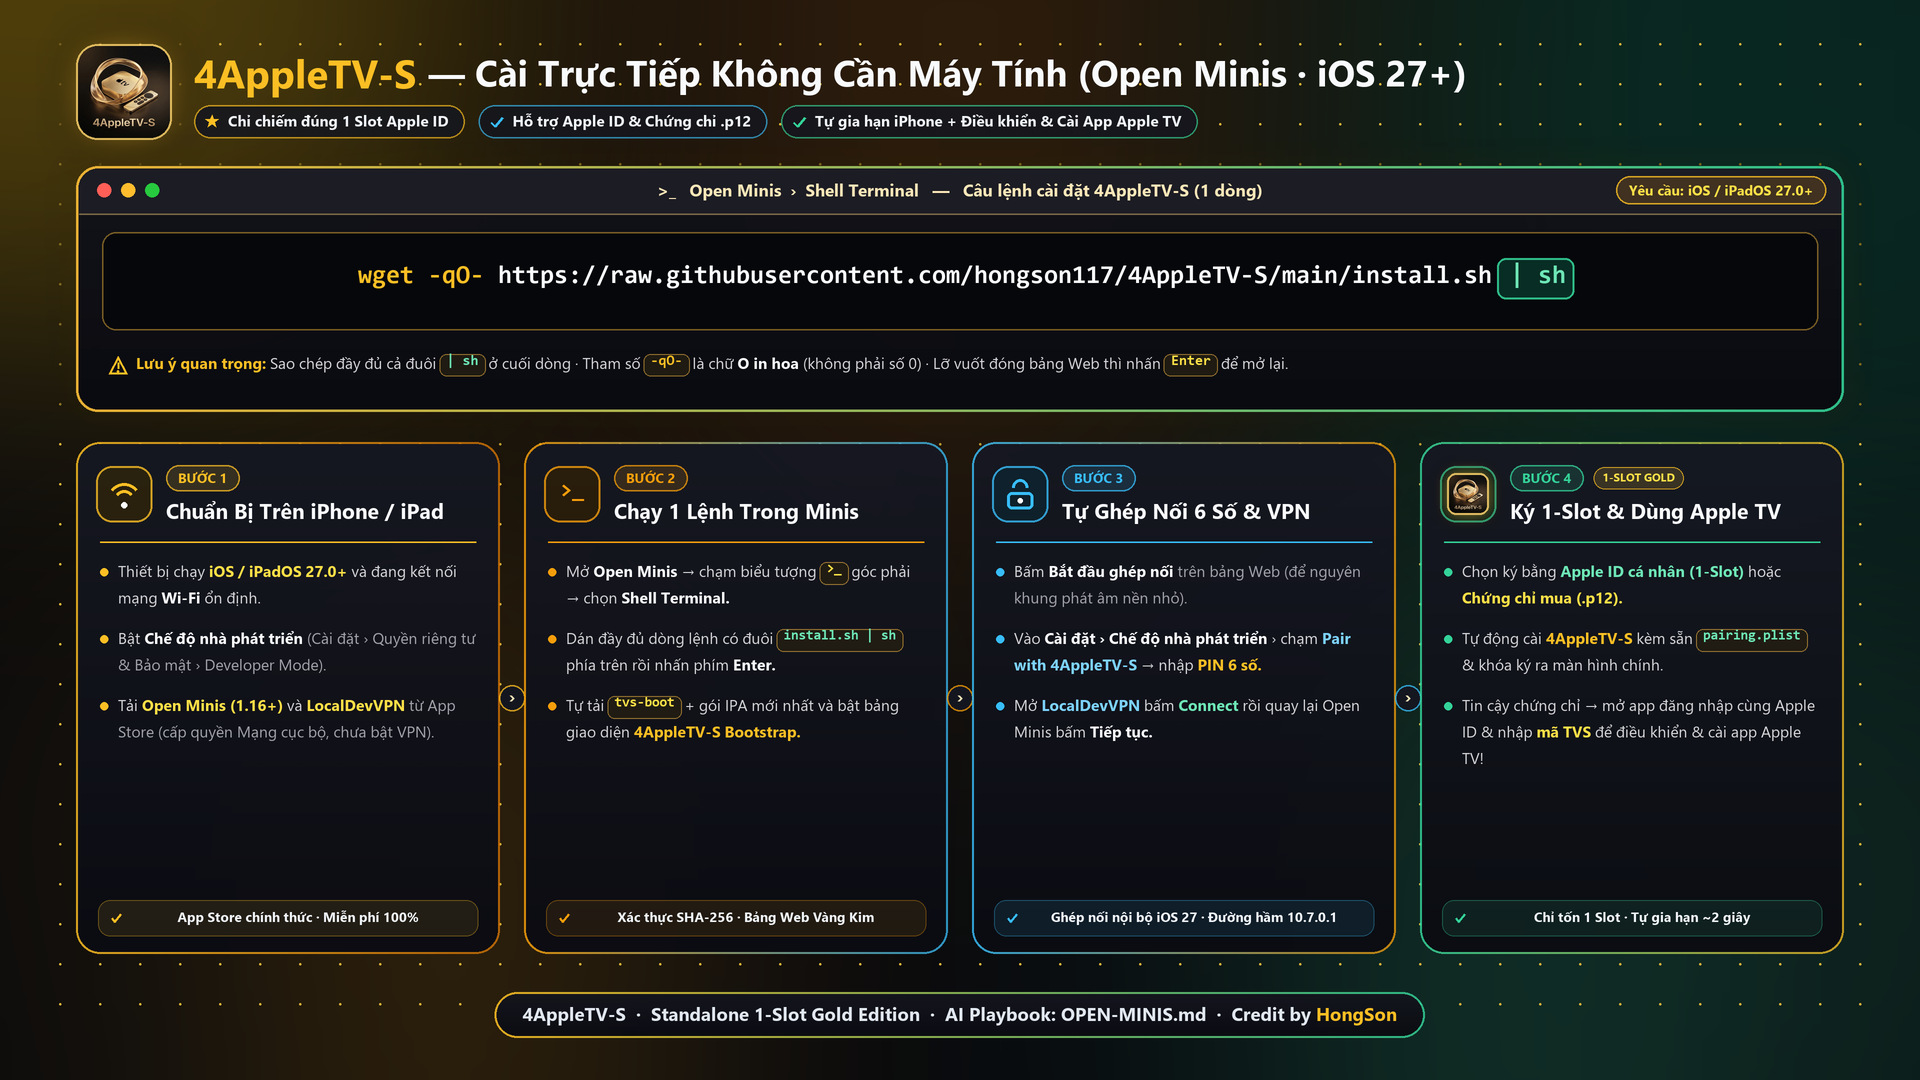 4AppleTV-S — Cài Trực Tiếp Không Cần Máy Tính (Open Minis · iOS 27+)
4AppleTV-S
Chỉ chiếm đúng 1 Slot Apple ID
Hỗ trợ Apple ID & Chứng chỉ .p12
Tự gia hạn iPhone + Điều khiển & Cài App Apple TV
>_ Open Minis › Shell Terminal — Câu lệnh cài đặt 4AppleTV-S (1 dòng)
Yêu cầu: iOS / iPadOS 27.0+
wget -qO- https://raw.githubusercontent.com/hongson117/4AppleTV-S/main/install.sh | sh
Lưu ý quan trọng: Sao chép đầy đủ cả đuôi | sh ở cuối dòng · Tham số -qO- là chữ O in hoa (không phải số 0) · Lỡ vuốt đóng bảng Web thì nhấn Enter để mở lại.
BƯỚC 1
Chuẩn Bị Trên iPhone / iPad
Thiết bị chạy iOS / iPadOS 27.0+ và đang kết nối
mạng Wi-Fi ổn định.
Bật Chế độ nhà phát triển (Cài đặt › Quyền riêng tư
& Bảo mật › Developer Mode).
Tải Open Minis (1.16+) và LocalDevVPN từ App
Store (cấp quyền Mạng cục bộ, chưa bật VPN).
App Store chính thức · Miễn phí 100%
›
>_
BƯỚC 2
Chạy 1 Lệnh Trong Minis
Mở Open Minis → chạm biểu tượng >_ góc phải
→ chọn Shell Terminal.
Dán đầy đủ dòng lệnh có đuôi install.sh | sh
phía trên rồi nhấn phím Enter.
Tự tải tvs-boot + gói IPA mới nhất và bật bảng
giao diện 4AppleTV-S Bootstrap.
Xác thực SHA-256 · Bảng Web Vàng Kim
›
BƯỚC 3
Tự Ghép Nối 6 Số & VPN
Bấm Bắt đầu ghép nối trên bảng Web (để nguyên
khung phát âm nền nhỏ).
Vào Cài đặt › Chế độ nhà phát triển › chạm Pair
with 4AppleTV-S → nhập PIN 6 số.
Mở LocalDevVPN bấm Connect rồi quay lại Open
Minis bấm Tiếp tục.
Ghép nối nội bộ iOS 27 · Đường hầm 10.7.0.1
›
4AppleTV-S
BƯỚC 4
1-SLOT GOLD
Ký 1-Slot & Dùng Apple TV
Chọn ký bằng Apple ID cá nhân (1-Slot) hoặc
Chứng chỉ mua (.p12).
Tự động cài 4AppleTV-S kèm sẵn pairing.plist
& khóa ký ra màn hình chính.
Tin cậy chứng chỉ → mở app đăng nhập cùng Apple
ID & nhập mã TVS để điều khiển & cài app Apple
TV!
Chỉ tốn 1 Slot · Tự gia hạn ~2 giây
4AppleTV-S · Standalone 1-Slot Gold Edition · AI Playbook: OPEN-MINIS.md · Credit by HongSon